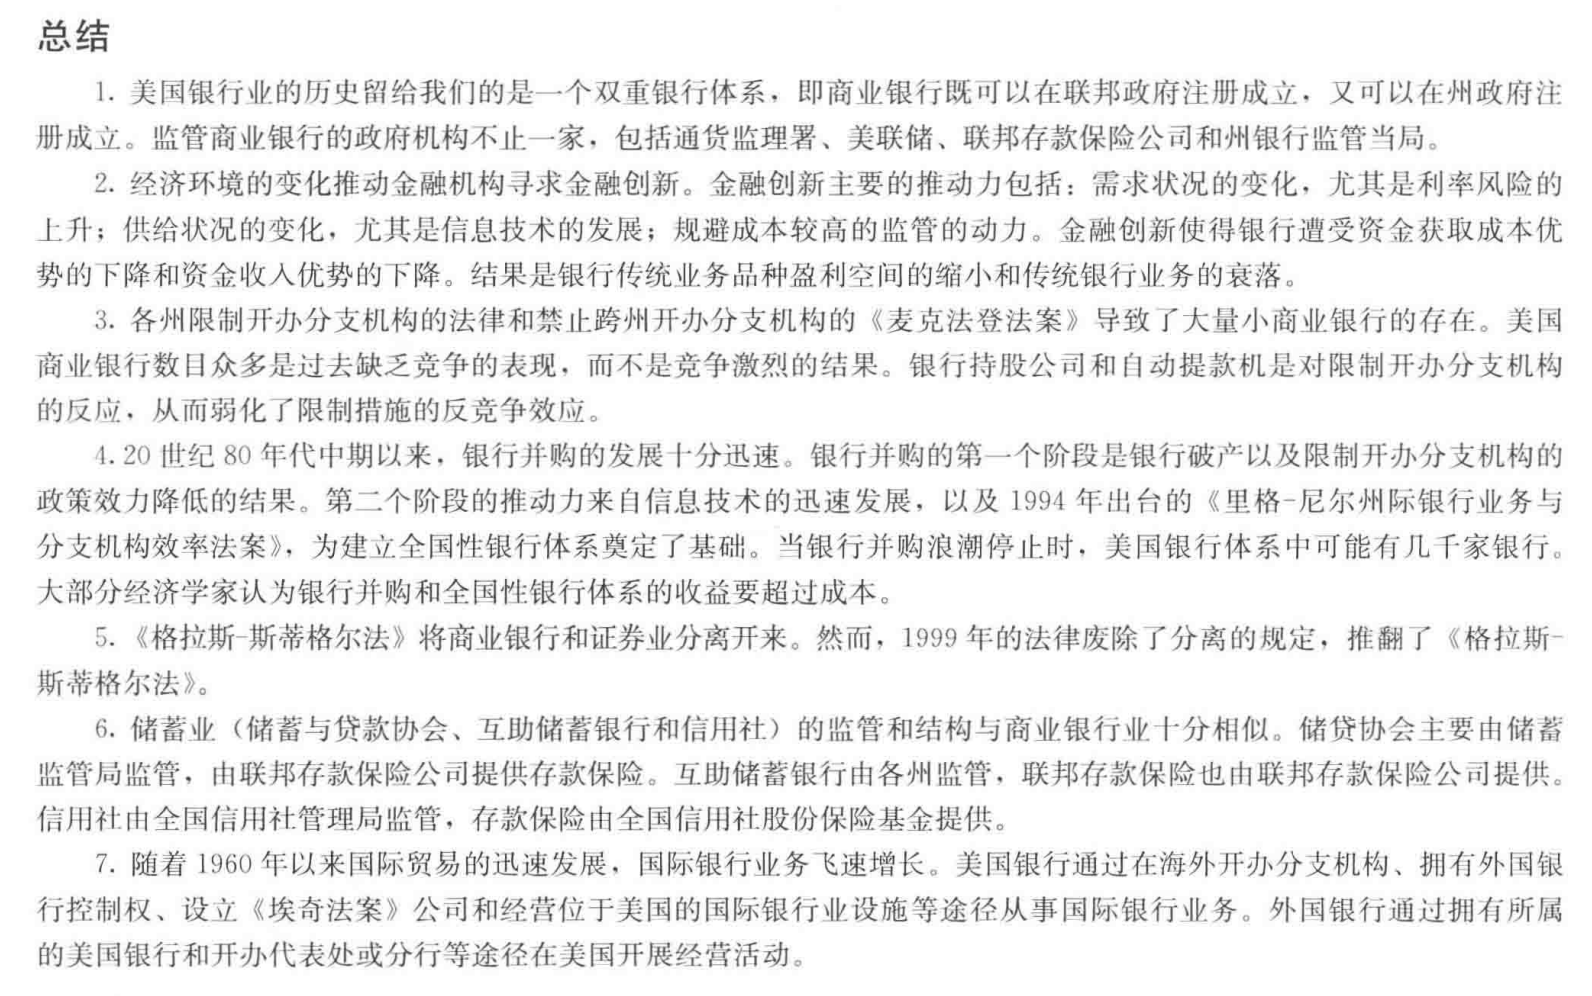 总结
1. 美国银行业的历史留给我们的是一个双重银行体系，即商业银行既可以在联邦政府注册成立，又可以在州政府注
册成立。监管商业银行的政府机构不止一家，包括通货监理署、美联储、联邦存款保险公司和州银行监管当局。
2. 经济环境的变化推动金融机构寻求金融创新。金融创新主要的推动力包括：需求状况的变化，尤其是利率风险的
上升；供给状况的变化，尤其是信息技术的发展；规避成本较高的监管的动力。金融创新使得银行遭受资金获取成本优
势的下降和资金收入优势的下降。结果是银行传统业务品种盈利空间的缩小和传统银行业务的衰落。
3. 各州限制开办分支机构的法律和禁止跨州开办分支机构的《麦克法登法案》导致了大量小商业银行的存在。美国
商业银行数目众多是过去缺乏竞争的表现，而不是竞争激烈的结果。银行持股公司和自动提款机是对限制开办分支机构
的反应，从而弱化了限制措施的反竞争效应。
4. 20 世纪 80 年代中期以来，银行并购的发展十分迅速。银行并购的第一个阶段是银行破产以及限制开办分支机构的
政策效力降低的结果。第二个阶段的推动力来自信息技术的迅速发展，以及 1994 年出台的《里格-尼尔州际银行业务与
分支机构效率法案》，为建立全国性银行体系奠定了基础。当银行并购浪潮停止时，美国银行体系中可能有几千家银行。
大部分经济学家认为银行并购和全国性银行体系的收益要超过成本。
5. 《格拉斯-斯蒂格尔法》将商业银行和证券业分离开来。然而，1999 年的法律废除了分离的规定，推翻了《格拉斯-
斯蒂格尔法》。
6. 储蓄业（储蓄与贷款协会、互助储蓄银行和信用社）的监管和结构与商业银行业十分相似。储贷协会主要由储蓄
监管局监管，由联邦存款保险公司提供存款保险。互助储蓄银行由各州监管，联邦存款保险也由联邦存款保险公司提供。
信用社由全国信用社管理局监管，存款保险由全国信用社股份保险基金提供。
7. 随着 1960 年以来国际贸易的迅速发展，国际银行业务飞速增长。美国银行通过在海外开办分支机构、拥有外国银
行控制权、设立《埃奇法案》公司和经营位于美国的国际银行业设施等途径从事国际银行业务。外国银行通过拥有所属
的美国银行和开办代表处或分行等途径在美国开展经营活动。